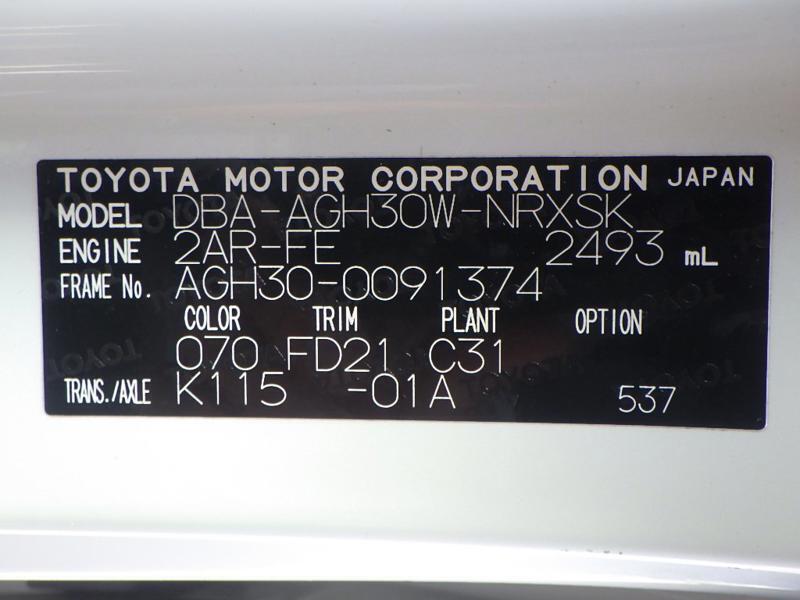 TOYOTA MOTOR CORPORATION JAPAN
MODEL DBA-AGH30W-NRXSK
ENGINE 2AR-FE 2493 mL
FRAME No. AGH30-0091374
COLOR TRIM PLANT OPTION
070 FD21 C31
TRANS./AXLE K115 -01A 537